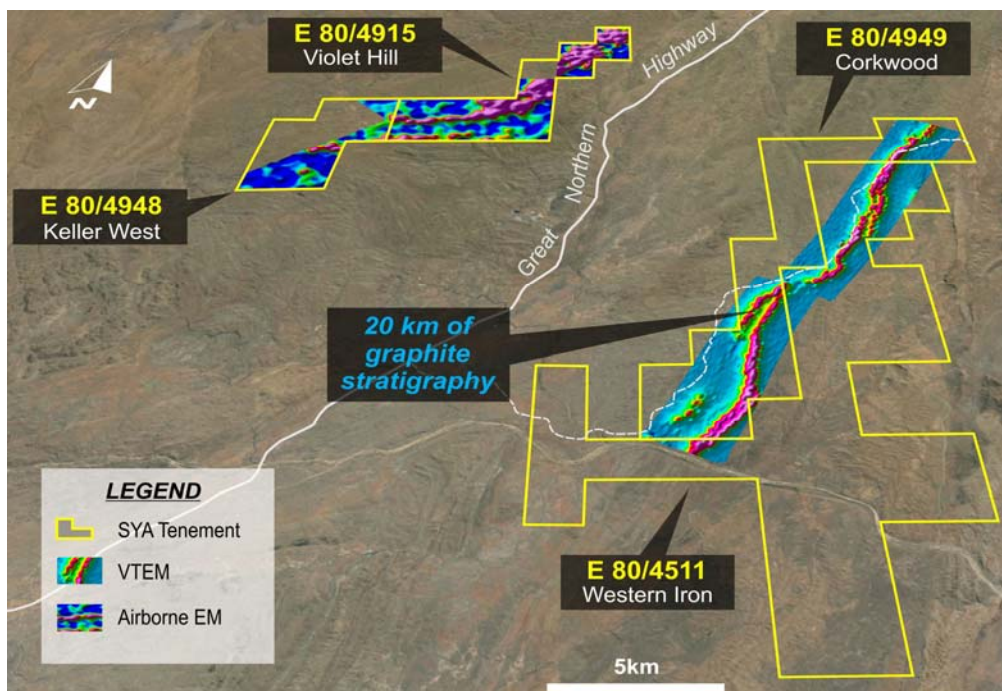 E 80/4915
Violet Hill
E 80/4949
Corkwood
N
Great Northern Highway
E 80/4948
Keller West
20 km of
graphite
stratigraphy
LEGEND
SYA Tenement
VTEM
Airborne EM
E 80/4511
Western Iron
5km